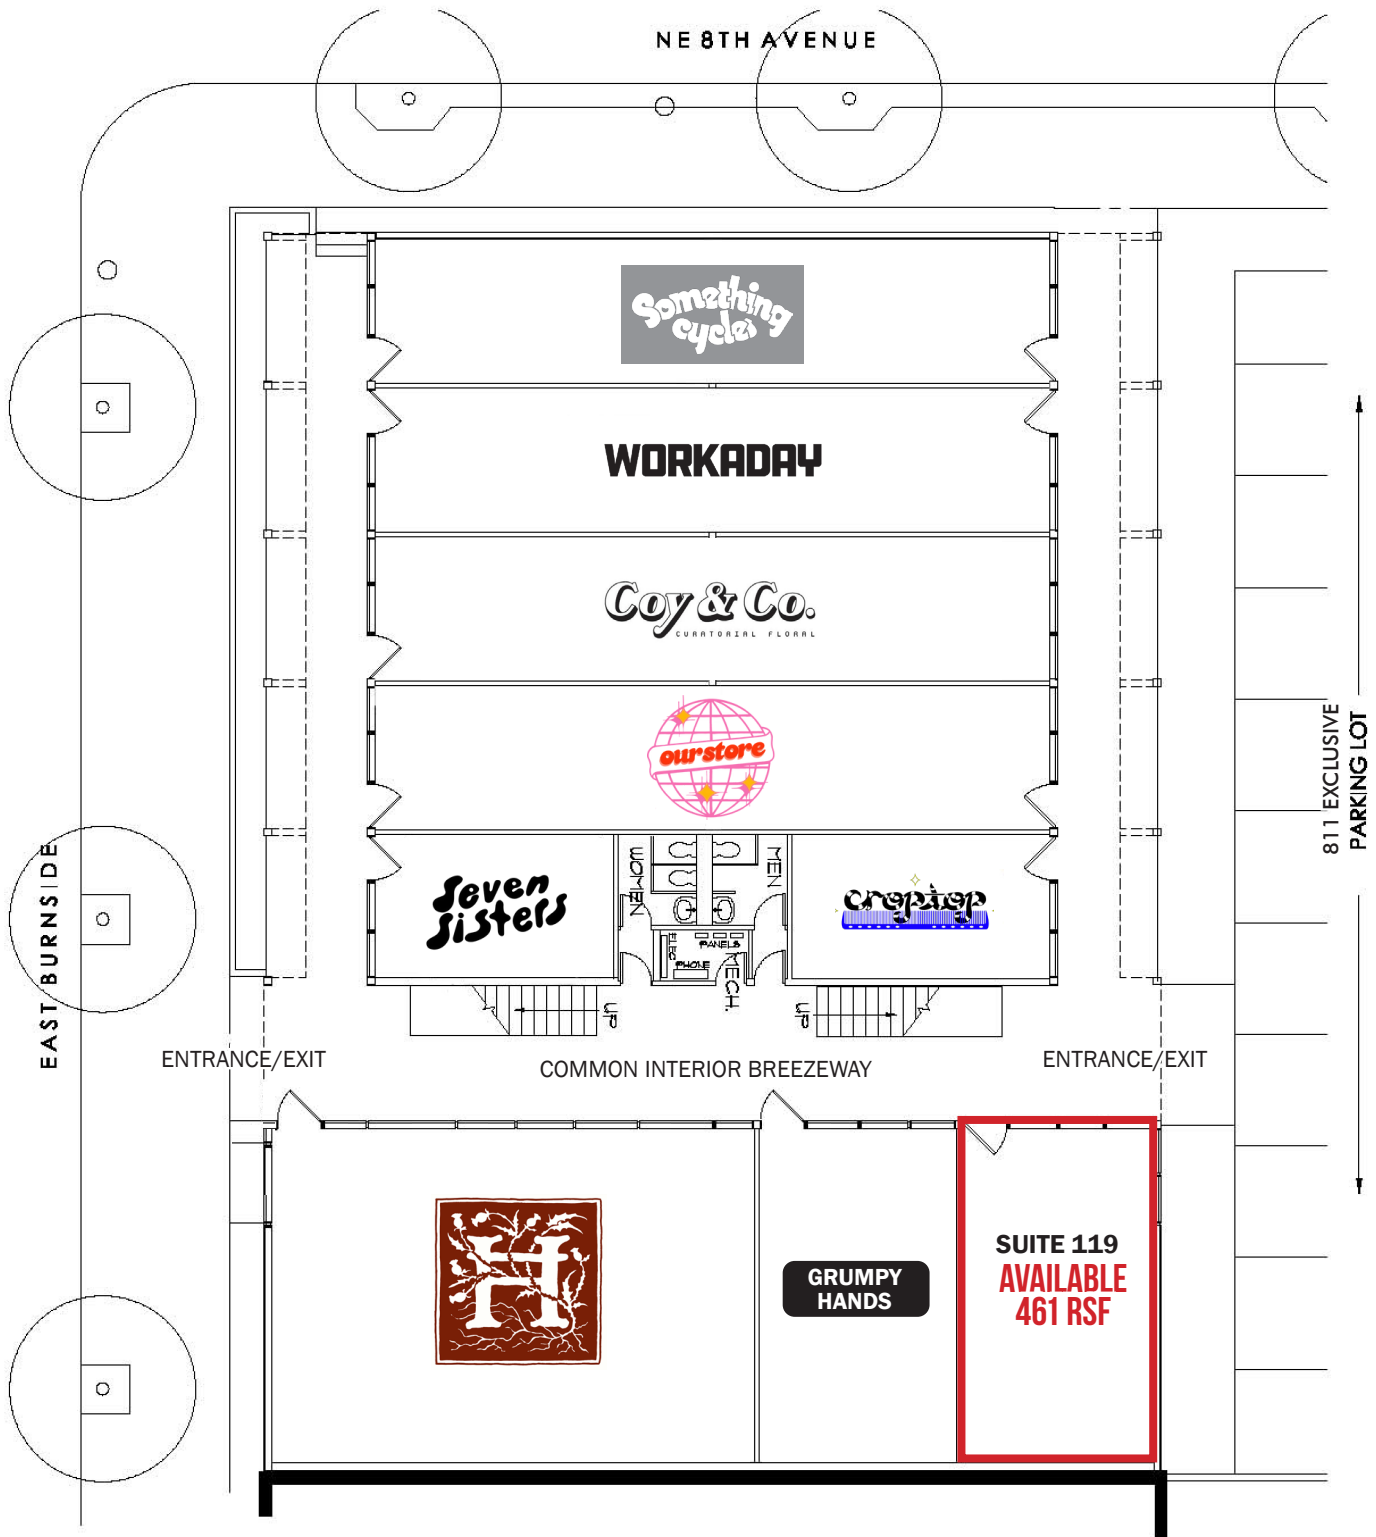 NE 8TH AVENUE
Something
cycles
WORKADAY
Coy & Co.
CURATORIAL FLORAL
ourstore
811 EXCLUSIVE
PARKING LOT
EAST BURNSIDE
seven
sisters
WOMEN
MEN
croptop
ELEC
PANELS
PHONE
MECH.
UP
UP
ENTRANCE/EXIT
COMMON INTERIOR BREEZEWAY
ENTRANCE/EXIT
H
GRUMPY
HANDS
SUITE 119
AVAILABLE
461 RSF